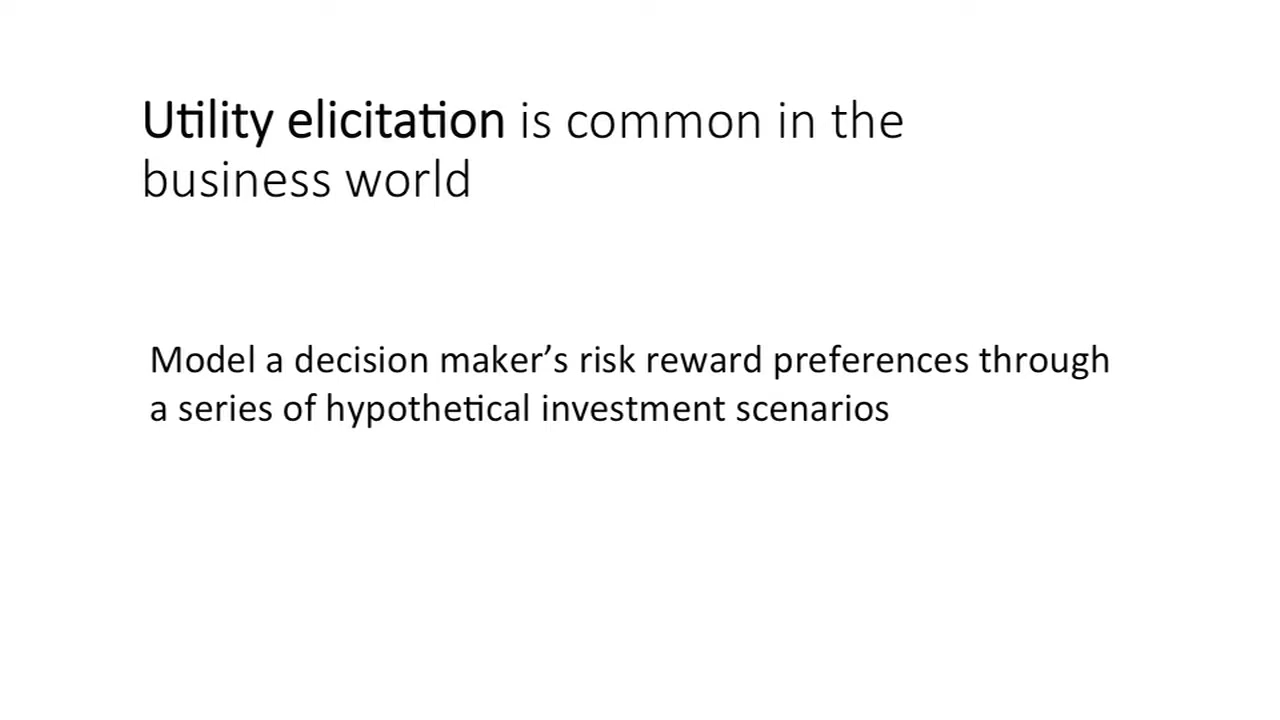 Utility elicitation is common in the
business world
Model a decision maker’s risk reward preferences through
a series of hypothetical investment scenarios